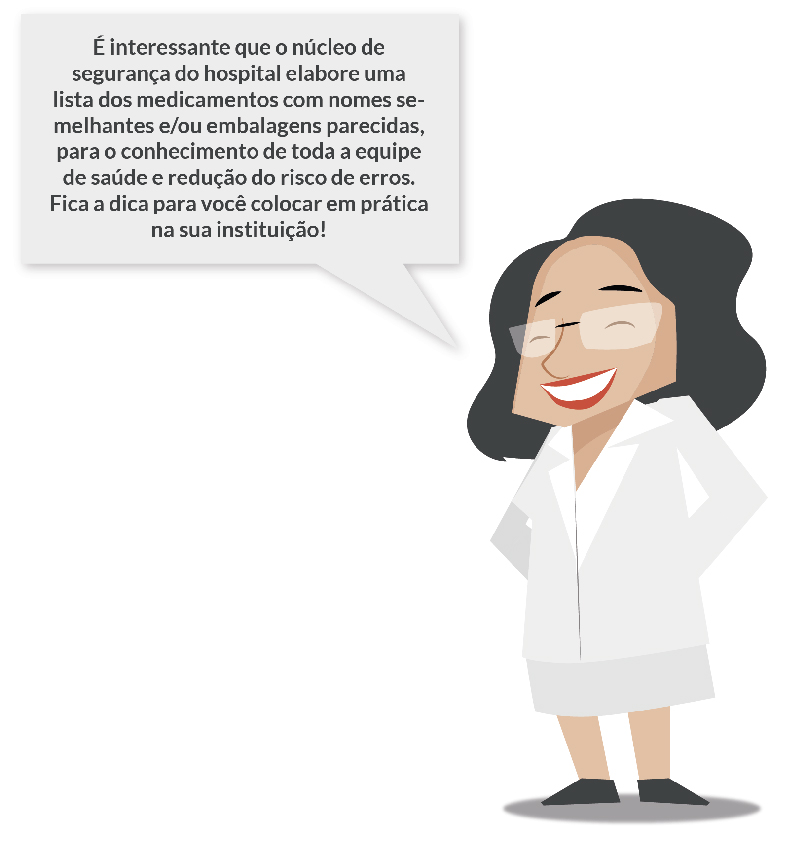 É interessante que o núcleo de
segurança do hospital elabore uma
lista dos medicamentos com nomes se-
melhantes e/ou embalagens parecidas,
para o conhecimento de toda a equipe
de saúde e redução do risco de erros.
Fica a dica para você colocar em prática
na sua instituição!